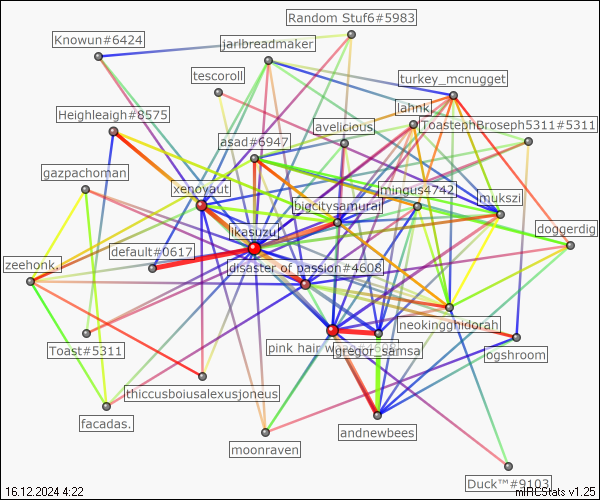 Random Stuf6#5983
Knowun#6424
jarlbreadmaker
tescoroll
turkey_mcnugget
Heighleaigh#8575
lahnk
ToastephBroseph5311#5311
avelicious
asad#6947
gazpachoman
xenoyaut
mingus4742
mukszi
bigcitysamurai
likasuzu
doggerdig
default#0617
zeehonk.
disaster of passion#4608
neokingghidorah
Toast#5311
pink hair
gregor_samsa
ogshroom
thiccusboiusalexusjoneus
facadas.
andnewbees
moonraven
Duck™#9103
16.12.2024 4:22
mIRCStats v1.25